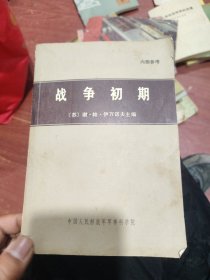 内部参考
战争初期
〔苏〕谢·帕·伊万诺夫主编
中国人民解放军军事科学院